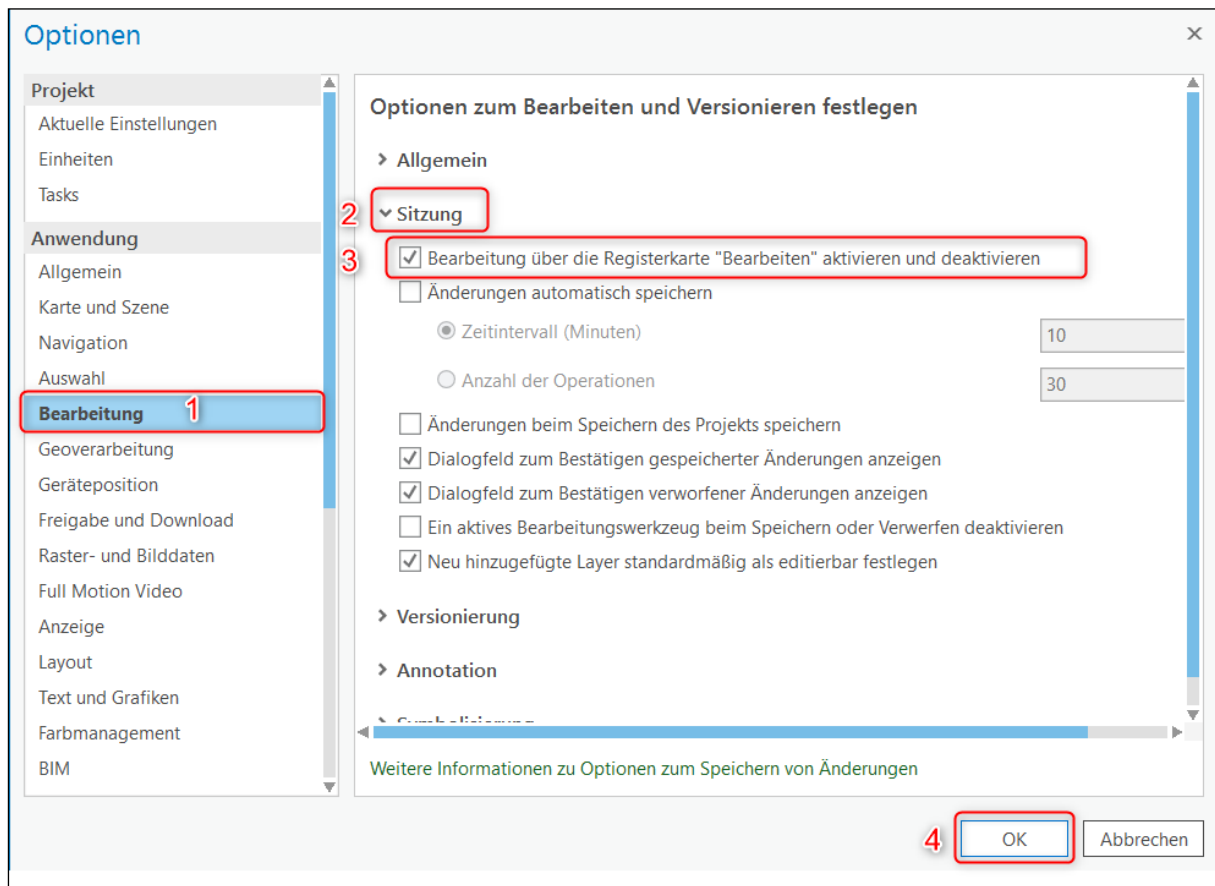 Optionen
Projekt
Aktuelle Einstellungen
Einheiten
Tasks
Anwendung
Allgemein
Karte und Szene
Navigation
Auswahl
Bearbeitung 1
Geoverarbeitung
Geräteposition
Freigabe und Download
Raster- und Bilddaten
Full Motion Video
Anzeige
Layout
Text und Grafiken
Farbmanagement
BIM
Optionen zum Bearbeiten und Versionieren festlegen
Allgemein
2 Sitzung
3 Bearbeitung über die Registerkarte "Bearbeiten" aktivieren und deaktivieren
Änderungen automatisch speichern
Zeitintervall (Minuten) 10
Anzahl der Operationen 30
Änderungen beim Speichern des Projekts speichern
Dialogfeld zum Bestätigen gespeicherter Änderungen anzeigen
Dialogfeld zum Bestätigen verworfener Änderungen anzeigen
Ein aktives Bearbeitungswerkzeug beim Speichern oder Verwerfen deaktivieren
Neu hinzugefügte Layer standardmäßig als editierbar festlegen
Versionierung
Annotation
Symbolisierung
Weitere Informationen zu Optionen zum Speichern von Änderungen
4 OK Abbrechen